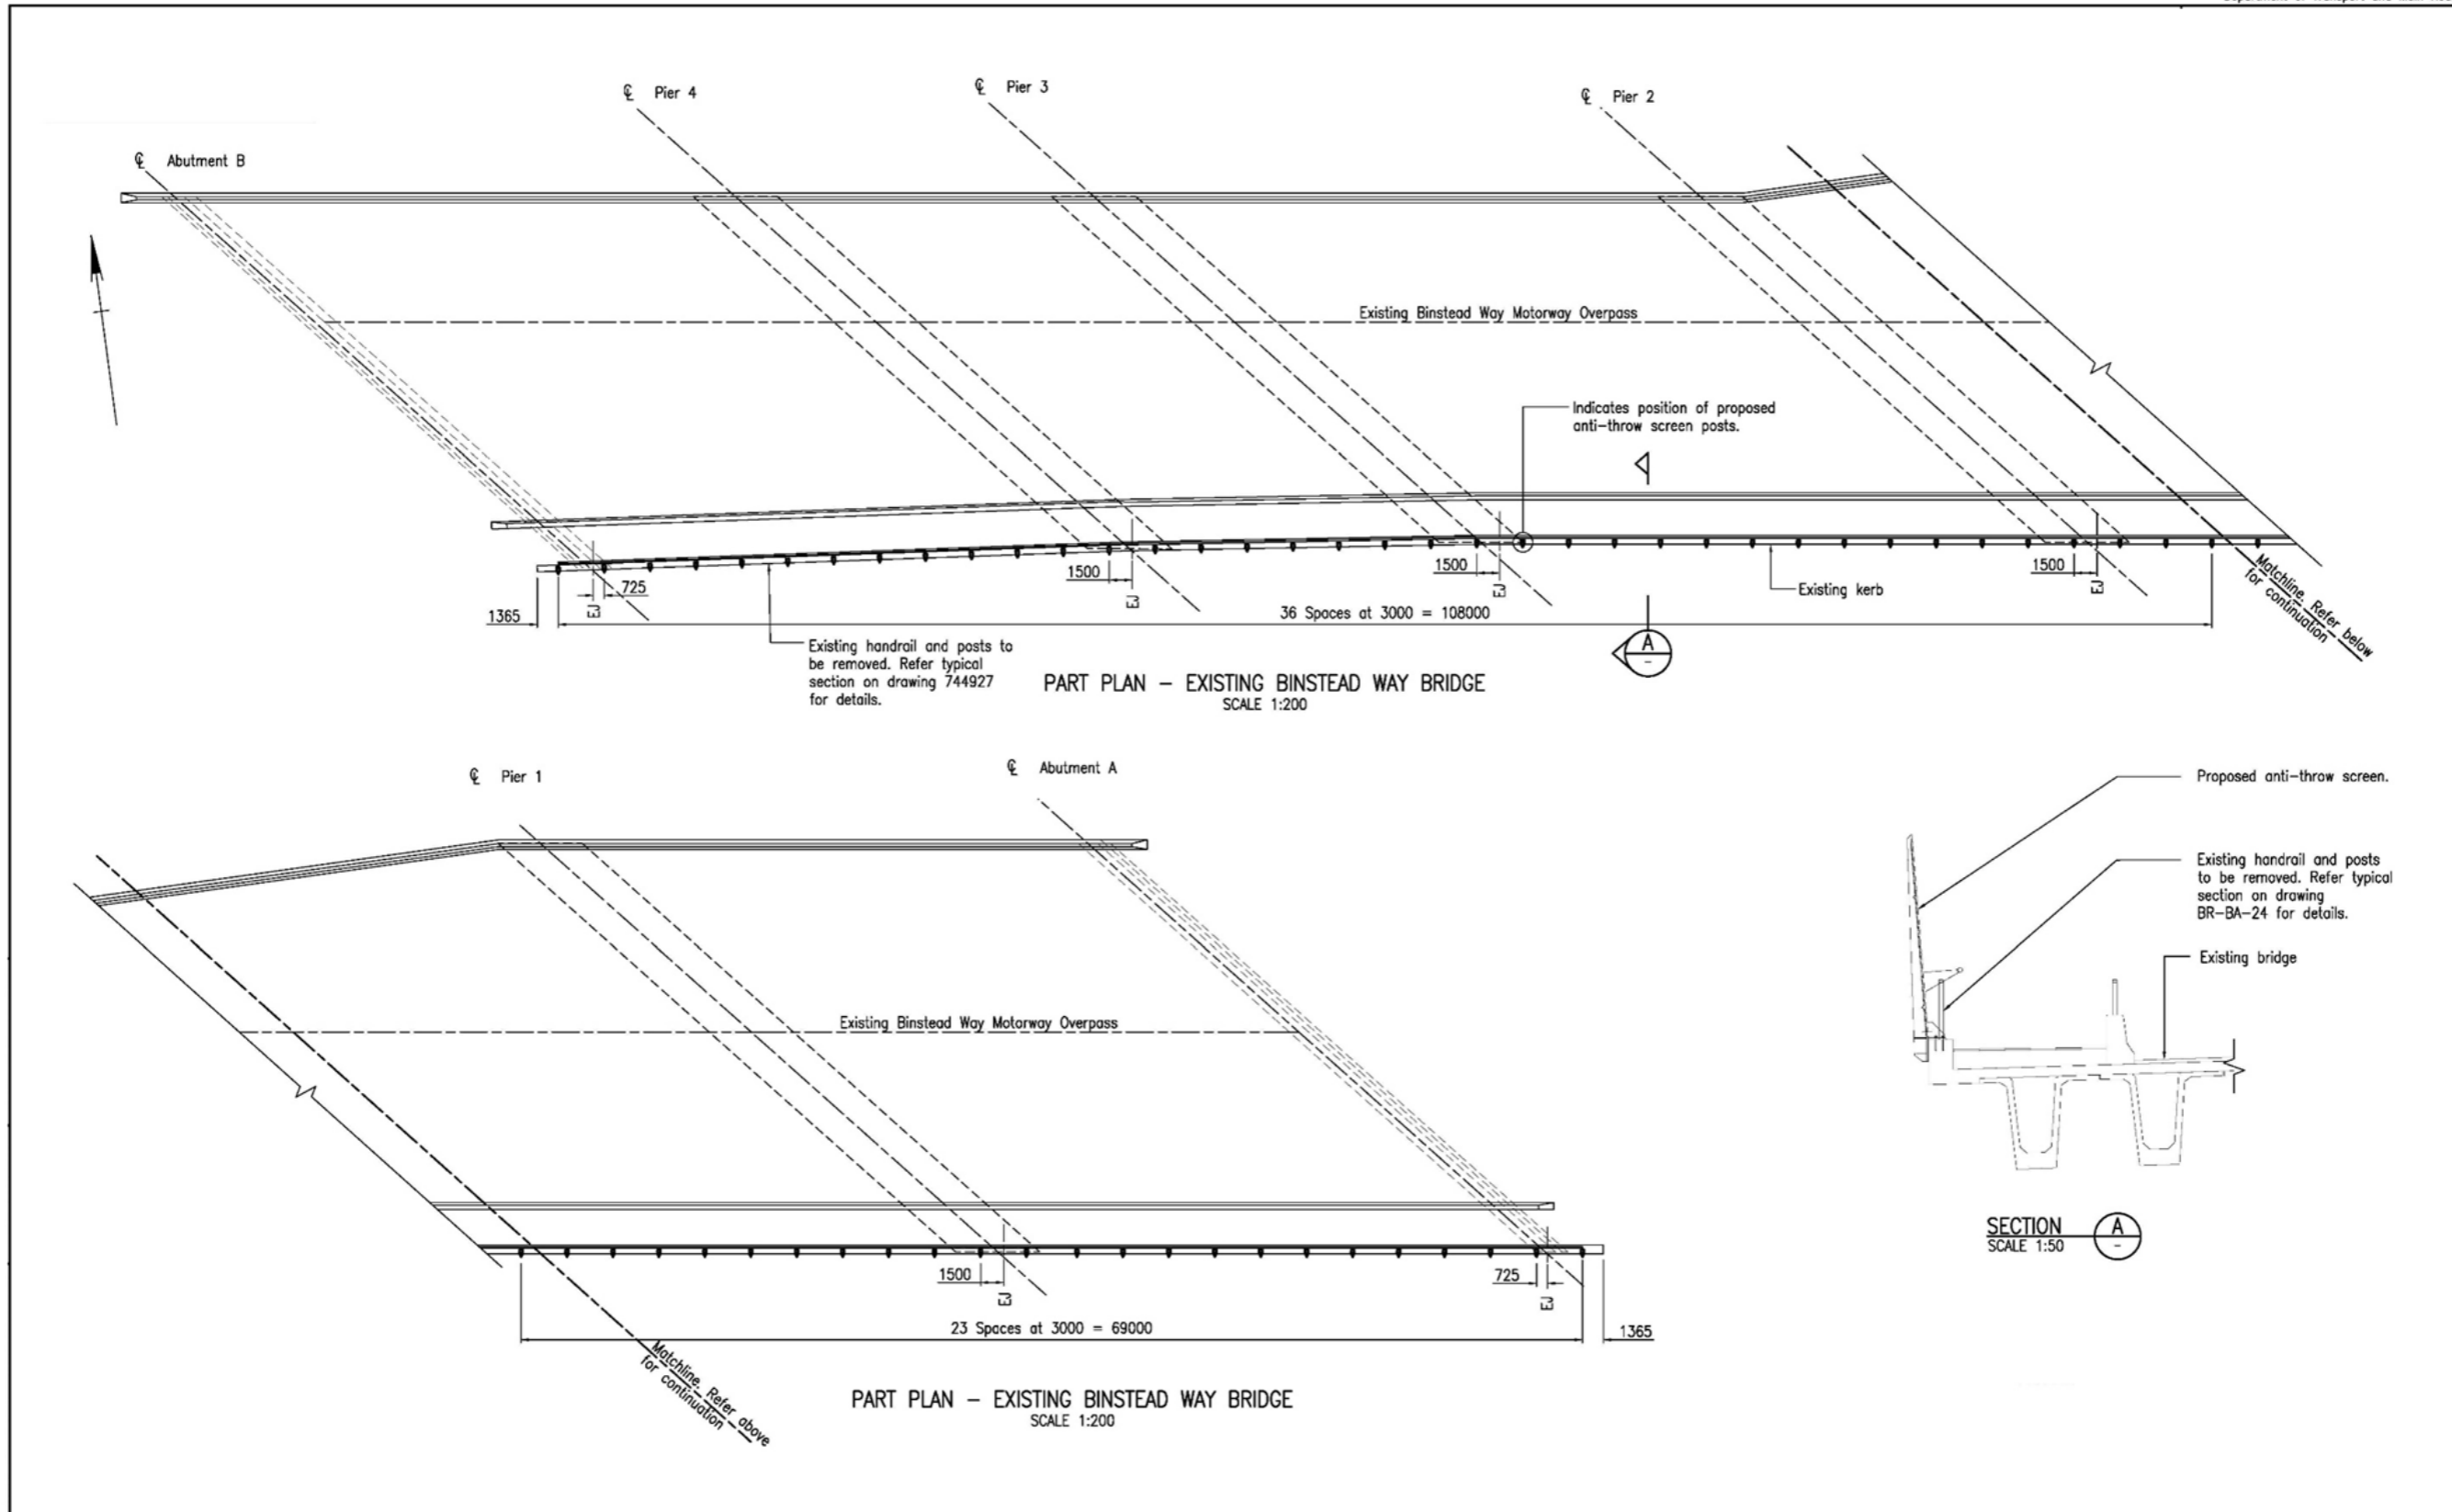 ℄ Pier 4
℄ Pier 3
℄ Pier 2
℄ Abutment B
Existing Binstead Way Motorway Overpass
Indicates position of proposed
anti-throw screen posts.
1365
EJ
725
1500
EJ
1500
EJ
1500
EJ
Existing kerb
36 Spaces at 3000 = 108000
Matchline. Refer below
for continuation
Existing handrail and posts to
be removed. Refer typical
section on drawing 744927
for details.
A
-
PART PLAN - EXISTING BINSTEAD WAY BRIDGE
SCALE 1:200
℄ Pier 1
℄ Abutment A
Existing Binstead Way Motorway Overpass
1500
EJ
725
EJ
23 Spaces at 3000 = 69000
1365
Matchline. Refer above
for continuation
PART PLAN - EXISTING BINSTEAD WAY BRIDGE
SCALE 1:200
Proposed anti-throw screen.
Existing handrail and posts
to be removed. Refer typical
section on drawing
BR-BA-24 for details.
Existing bridge
SECTION
SCALE 1:50
A
-